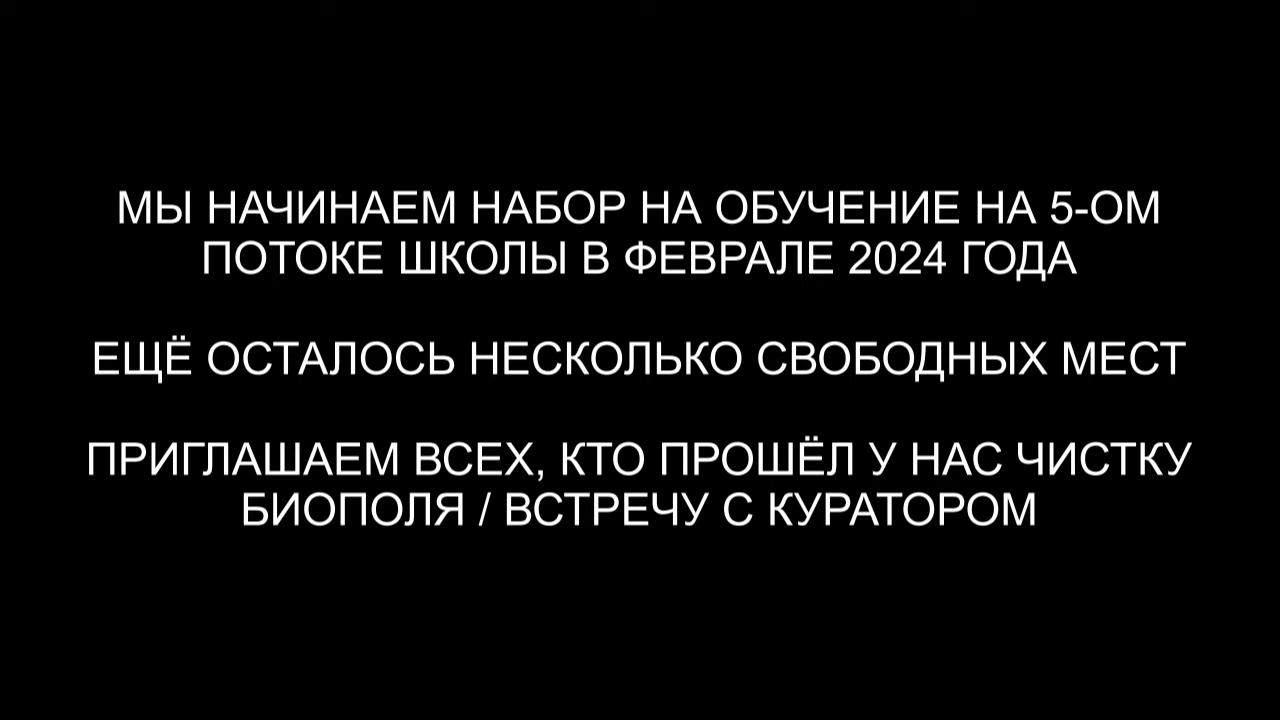 МЫ НАЧИНАЕМ НАБОР НА ОБУЧЕНИЕ НА 5-ОМ
ПОТОКЕ ШКОЛЫ В ФЕВРАЛЕ 2024 ГОДА
ЕЩЁ ОСТАЛОСЬ НЕСКОЛЬКО СВОБОДНЫХ МЕСТ
ПРИГЛАШАЕМ ВСЕХ, КТО ПРОШЁЛ У НАС ЧИСТКУ
БИОПОЛЯ / ВСТРЕЧУ С КУРАТОРОМ